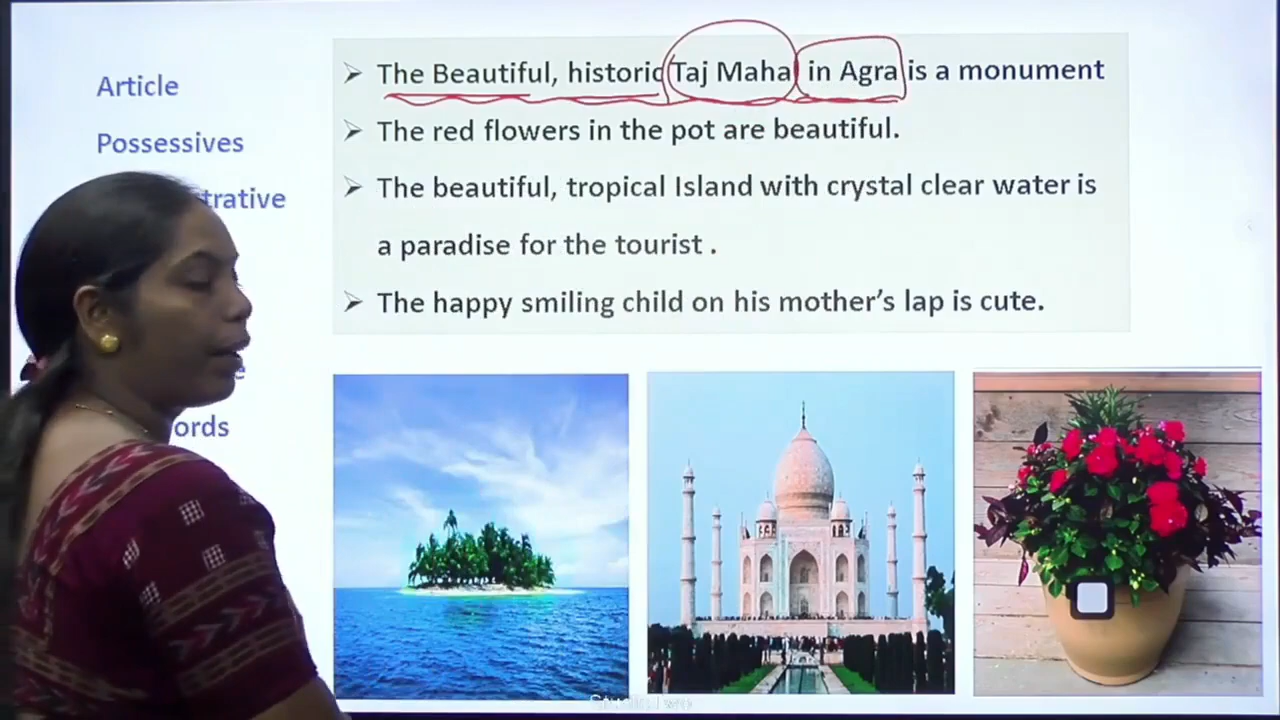 Article
Possessives
trative
ords
➢ The Beautiful, historic Taj Mahal in Agra is a monument
➢ The red flowers in the pot are beautiful.
➢ The beautiful, tropical Island with crystal clear water is
a paradise for the tourist .
➢ The happy smiling child on his mother’s lap is cute.